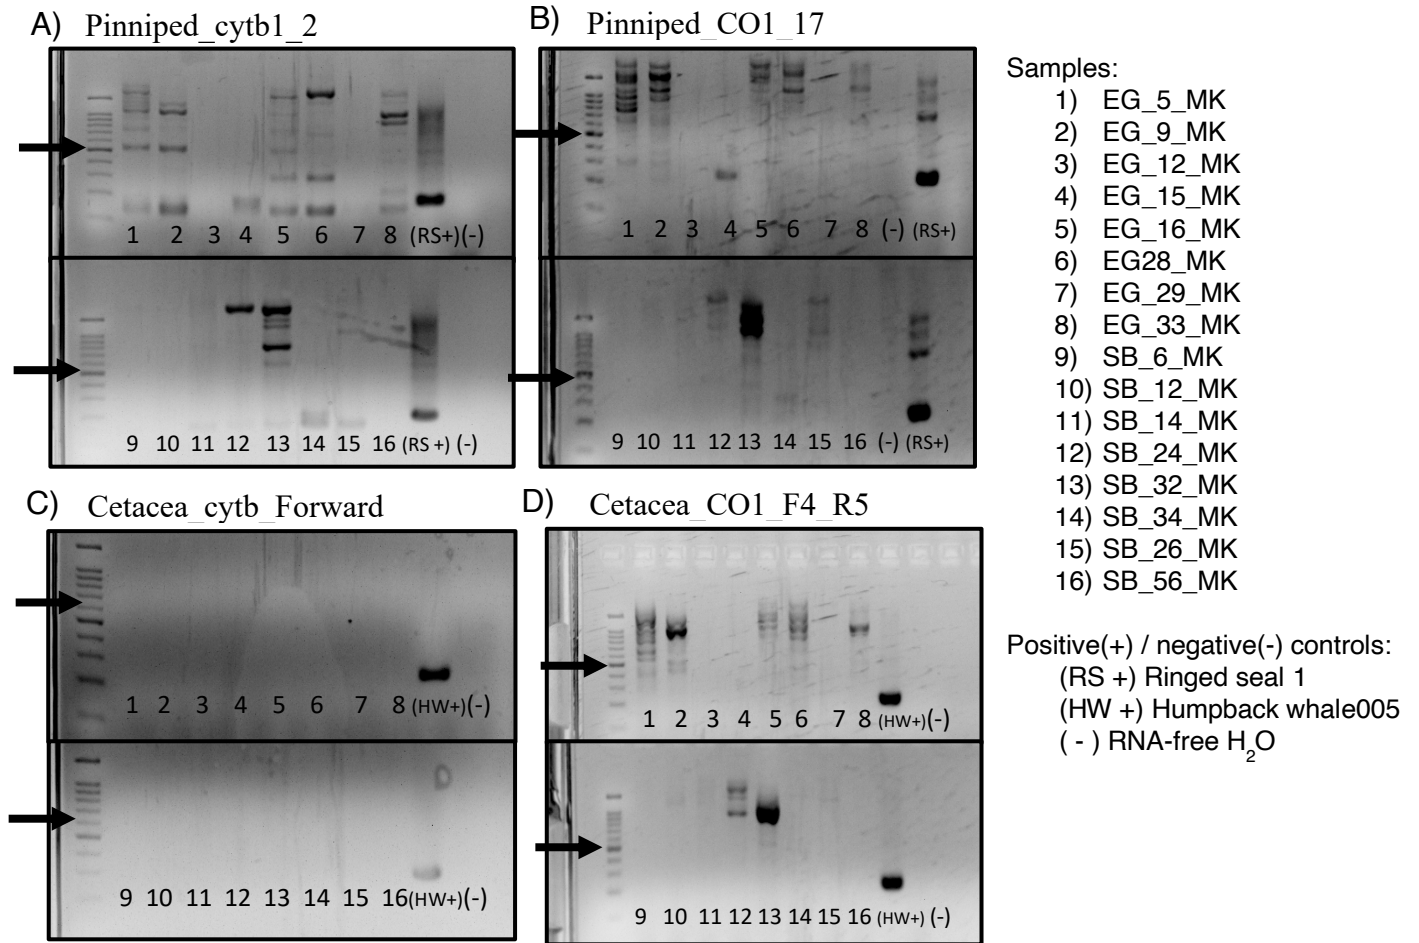 A) Pinniped_cytb1_2
1 2 3 4 5 6 7 8 (RS+)(-)
9 10 11 12 13 14 15 16 (RS +) (-)
B) Pinniped_CO1_17
1 2 3 4 5 6 7 8 (-) (RS+)
9 10 11 12 13 14 15 16 (-) (RS+)
C) Cetacea_cytb_Forward
1 2 3 4 5 6 7 8 (HW+)(-)
9 10 11 12 13 14 15 16(HW+)(-)
D) Cetacea_CO1_F4_R5
1 2 3 4 5 6 7 8 (HW+)(-)
9 10 11 12 13 14 15 16 (HW+) (-)
Samples:
1) EG_5_MK
2) EG_9_MK
3) EG_12_MK
4) EG_15_MK
5) EG_16_MK
6) EG28_MK
7) EG_29_MK
8) EG_33_MK
9) SB_6_MK
10) SB_12_MK
11) SB_14_MK
12) SB_24_MK
13) SB_32_MK
14) SB_34_MK
15) SB_26_MK
16) SB_56_MK
Positive(+) / negative(-) controls:
(RS +) Ringed seal 1
(HW +) Humpback whale005
( - ) RNA-free H₂O